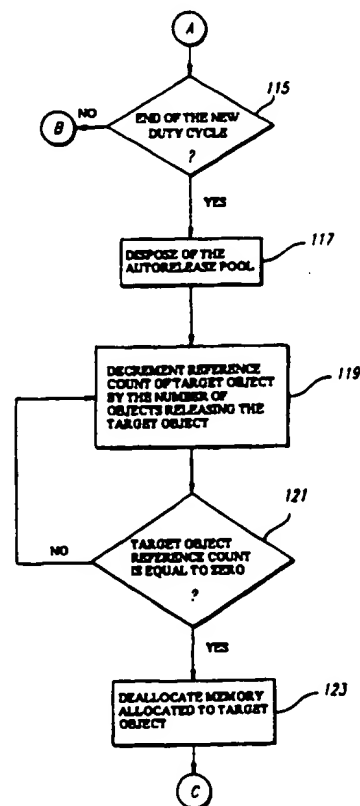 A
115
END OF THE NEW
DUTY CYCLE
?
NO
B
YES
117
DISPOSE OF THE
AUTORELEASE POOL
DECREMENT REFERENCE
COUNT OF TARGET OBJECT
BY THE NUMBER OF
OBJECTS RELEASING THE
TARGET OBJECT
119
121
TARGET OBJECT
REFERENCE COUNT
IS EQUAL TO ZERO
?
NO
YES
123
DEALLOCATE MEMORY
ALLOCATED TO TARGET
OBJECT
C